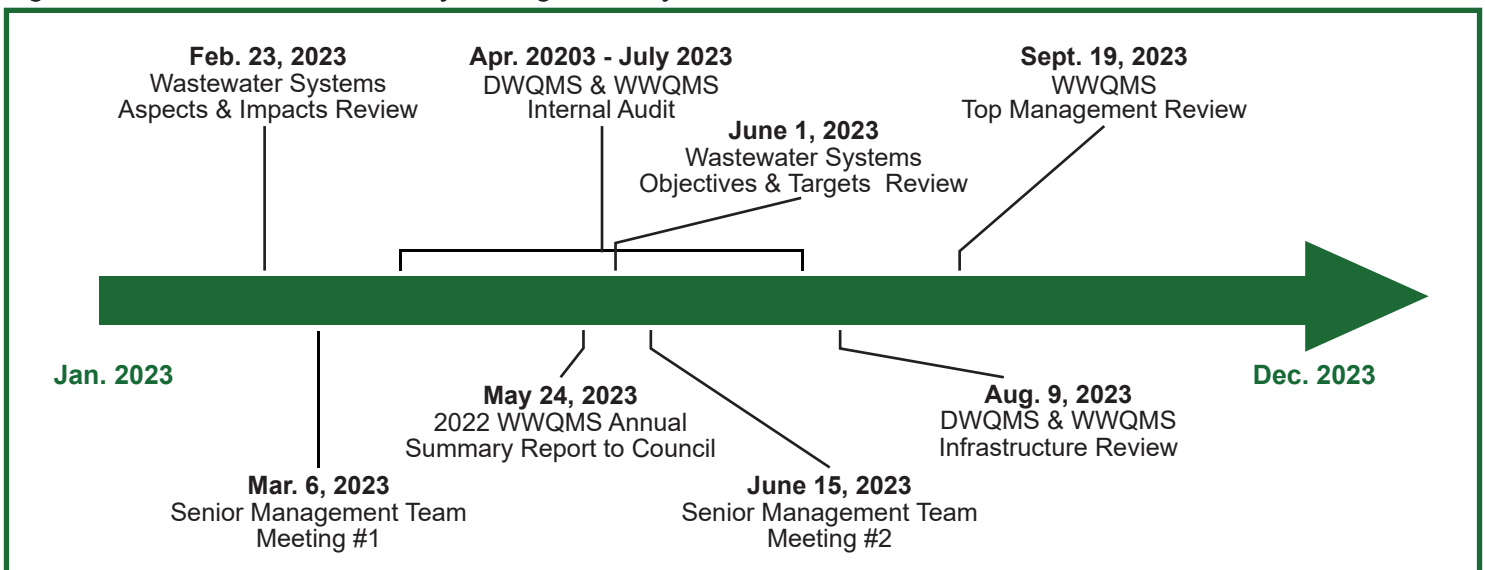 Feb. 23, 2023
Wastewater Systems
Aspects & Impacts Review
Apr. 20203 - July 2023
DWQMS & WWQMS
Internal Audit
June 1, 2023
Wastewater Systems
Objectives & Targets  Review
Sept. 19, 2023
WWQMS
Top Management Review
Jan. 2023
Dec. 2023
May 24, 2023
2022 WWQMS Annual
Summary Report to Council
Aug. 9, 2023
DWQMS & WWQMS
Infrastructure Review
Mar. 6, 2023
Senior Management Team
Meeting #1
June 15, 2023
Senior Management Team
Meeting #2